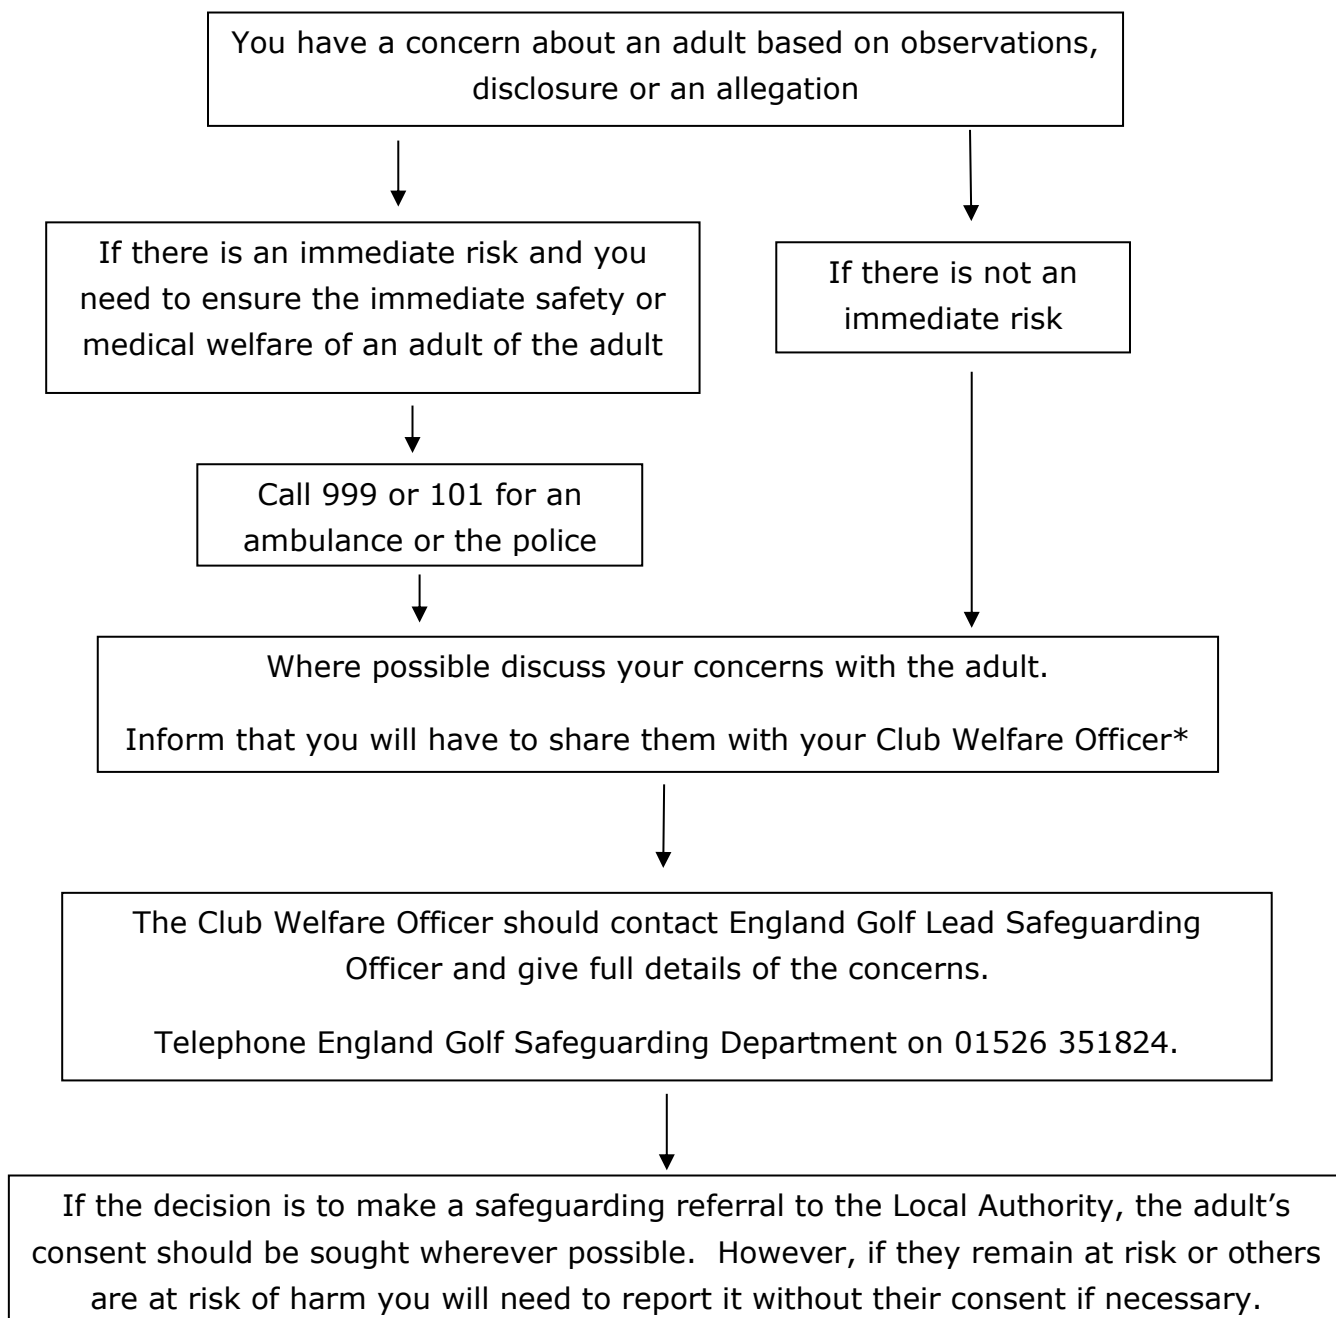 You have a concern about an adult based on observations,
disclosure or an allegation
If there is an immediate risk and you
need to ensure the immediate safety or
medical welfare of an adult of the adult
If there is not an
immediate risk
Call 999 or 101 for an
ambulance or the police
Where possible discuss your concerns with the adult.
Inform that you will have to share them with your Club Welfare Officer*
The Club Welfare Officer should contact England Golf Lead Safeguarding
Officer and give full details of the concerns.
Telephone England Golf Safeguarding Department on 01526 351824.
If the decision is to make a safeguarding referral to the Local Authority, the adult’s
consent should be sought wherever possible.  However, if they remain at risk or others
are at risk of harm you will need to report it without their consent if necessary.